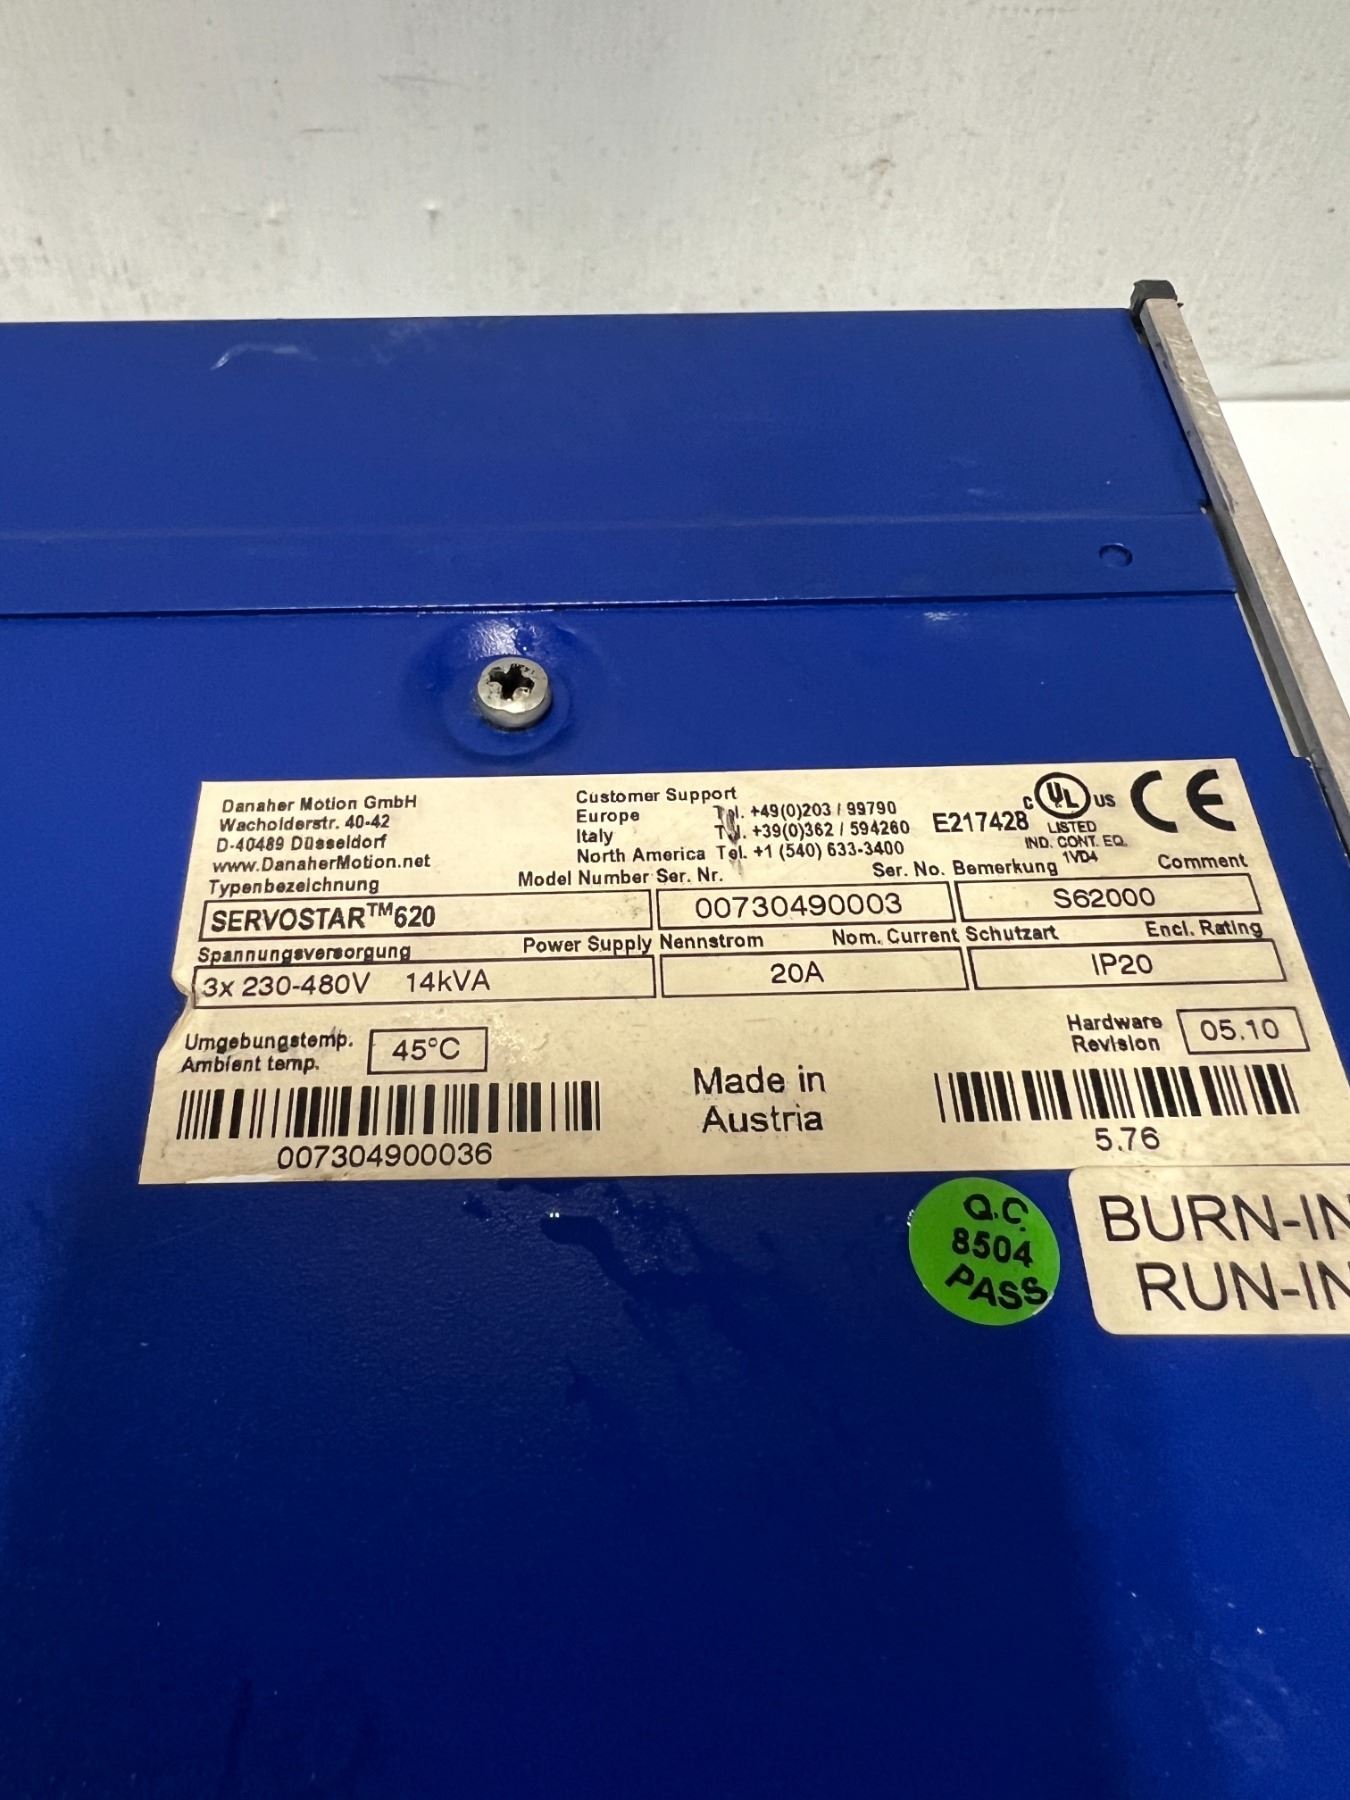 Danaher Motion GmbH
Wacholderstr. 40-42
D-40489 Düsseldorf
www.DanaherMotion.net
Customer Support
Europe Tel. +49(0)203 / 99790
Italy Tel. +39(0)362 / 594260
North America Tel. +1 (540) 633-3400
E217428
C UL US
LISTED
IND. CONT. EQ.
1VD4
CE
Typenbezeichnung Model Number Ser. Nr. Ser. No. Bemerkung Comment
SERVOSTAR™620 00730490003 S62000
Spannungsversorgung Power Supply Nennstrom Nom. Current Schutzart Encl. Rating
3x 230-480V 14kVA 20A IP20
Umgebungstemp.
Ambient temp.
45°C
Made in
Austria
Hardware
Revision
05.10
007304900036
5.76
Q.C.
8504
PASS
BURN-IN
RUN-IN